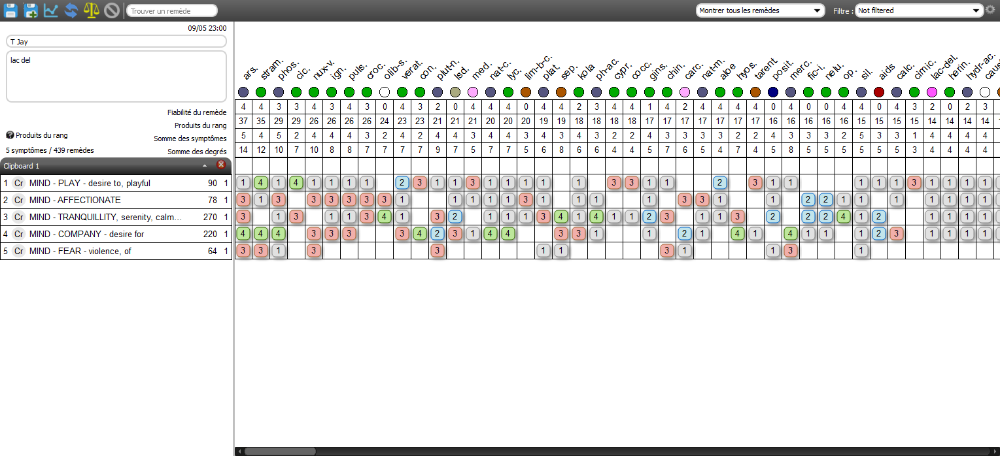 Trouver un remède
Montrer tous les remèdes
Filtre :
Not filtered
09/05 23:00
T Jay
lac del
ars. stram. phos. cic. nux-v. ign. puls. croc. olib-s. verat. con. plut-n. lsd. med. nat-c. lyc. lim-b-c. plat. sep. kola ph-ac. cypr. cocc. gins. chin. carc. nat-m. aloe hyos. tarent posit. merc. fic-i. nelu. op. sil. aids calc. cimic. lac-del. herin. hydr-ac.
Fiabilité du remède
4 4 3 3 4 3 4 3 0 4 3 2 0 2 4 4 0 4 4 2 3 4 4 1 4 2 4 4 4 4 0 4 0 0 4 4 0 4 3 2 0 2 3
Produits du rang
37 35 29 29 26 26 26 26 24 23 23 21 21 21 20 20 20 19 19 18 18 18 18 17 17 17 17 17 17 17 16 16 16 16 16 15 15 15 15 14 14 14 14
Produits du rang
Somme des symptômes
5 4 5 2 4 4 4 3 2 4 2 4 4 3 4 4 3 4 3 4 3 2 2 4 3 3 3 3 2 2 4 3 3 3 2 5 3 3 1 4 4 4 4
5 symptômes / 439 remèdes
Somme des degrés
14 12 10 7 10 8 8 7 7 7 7 9 7 5 7 7 5 6 8 6 6 4 4 5 7 6 5 4 7 4 5 8 5 5 5 5 5 5 3 4 4 4 4
Clipboard 1
1 Cr MIND - PLAY - desire to, playful 90 1
1 4 1 4 1 1 1 1 2 3 1 1 3 1 1 1 1 1 3 3 1 1 2 3 1 1 1 1 1 3 1 1 1 1
2 Cr MIND - AFFECTIONATE 78 1
3 1 3 3 3 3 3 3 1 1 1 1 1 3 1 1 1 1 3 3 1 1 2 2 1 1 1 1 1 1 1
3 Cr MIND - TRANQUILLITY, serenity, calm... 270 1
3 1 3 1 1 3 4 1 3 2 1 1 1 3 4 1 4 1 1 2 3 1 1 3 2 2 2 4 1 2 1 1 1 1
4 Cr MIND - COMPANY - desire for 220 1
4 4 4 3 3 3 3 4 2 3 1 4 4 3 3 1 1 2 1 4 1 4 1 1 1 2 3 1 1 1 1
5 Cr MIND - FEAR - violence, of 64 1
3 3 1 3 3 1 1 3 1 1 3 1